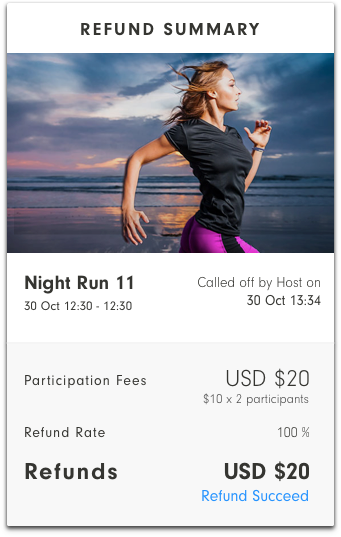 REFUND SUMMARY
Night Run 11
Called off by Host on
30 Oct 12:30 - 12:30
30 Oct 13:34
Participation Fees
USD $20
$10 x 2 participants
Refund Rate
100 %
Refunds
USD $20
Refund Succeed